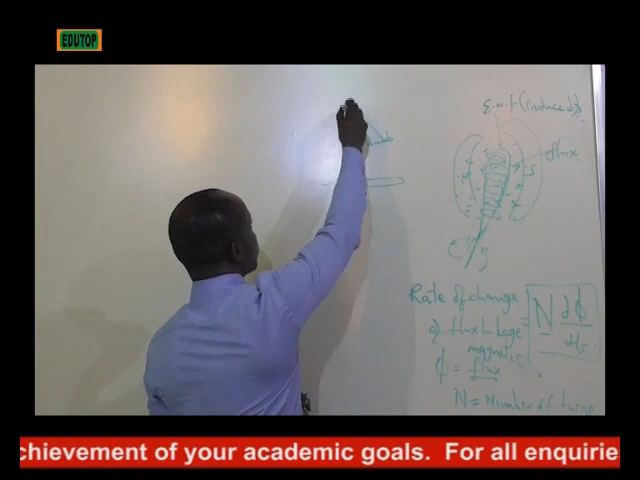 EDUTOP
E.m.f (induced)
flux
Rate of change
of flux linkage = N dϕ/dt
magnetic
ϕ = flux
N = Number of turns
chievement of your academic goals. For all enquirie